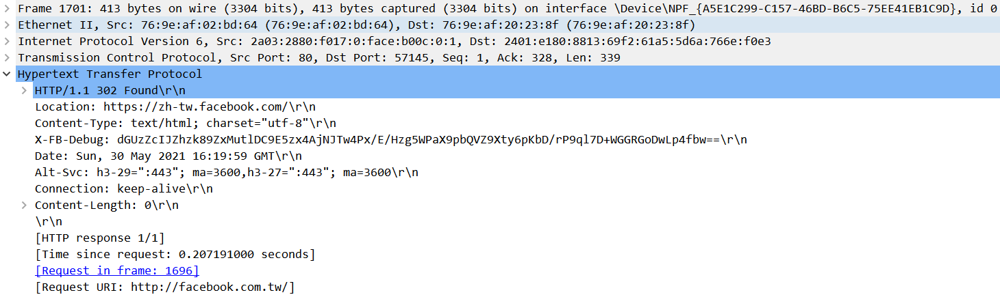 Frame 1701: 413 bytes on wire (3304 bits), 413 bytes captured (3304 bits) on interface \Device\NPF_{A5E1C299-C157-46BD-B6C5-75EE41EB1C9D}, id 0
Ethernet II, Src: 76:9e:af:02:bd:64 (76:9e:af:02:bd:64), Dst: 76:9e:af:20:23:8f (76:9e:af:20:23:8f)
Internet Protocol Version 6, Src: 2a03:2880:f017:0:face:b00c:0:1, Dst: 2401:e180:8813:69f2:61a5:5d6a:766e:f0e3
Transmission Control Protocol, Src Port: 80, Dst Port: 57145, Seq: 1, Ack: 328, Len: 339
Hypertext Transfer Protocol
HTTP/1.1 302 Found\r\n
Location: https://zh-tw.facebook.com/\r\n
Content-Type: text/html; charset="utf-8"\r\n
X-FB-Debug: dGUzZcIJZhzk89ZxMutlDC9E5zx4AjNJTw4Px/E/Hzg5WPaX9pbQVZ9Xty6pKbD/rP9ql7D+WGGRGoDwLp4fbw==\r\n
Date: Sun, 30 May 2021 16:19:59 GMT\r\n
Alt-Svc: h3-29=":443"; ma=3600,h3-27=":443"; ma=3600\r\n
Connection: keep-alive\r\n
Content-Length: 0\r\n
\r\n
[HTTP response 1/1]
[Time since request: 0.207191000 seconds]
[Request in frame: 1696]
[Request URI: http://facebook.com.tw/]